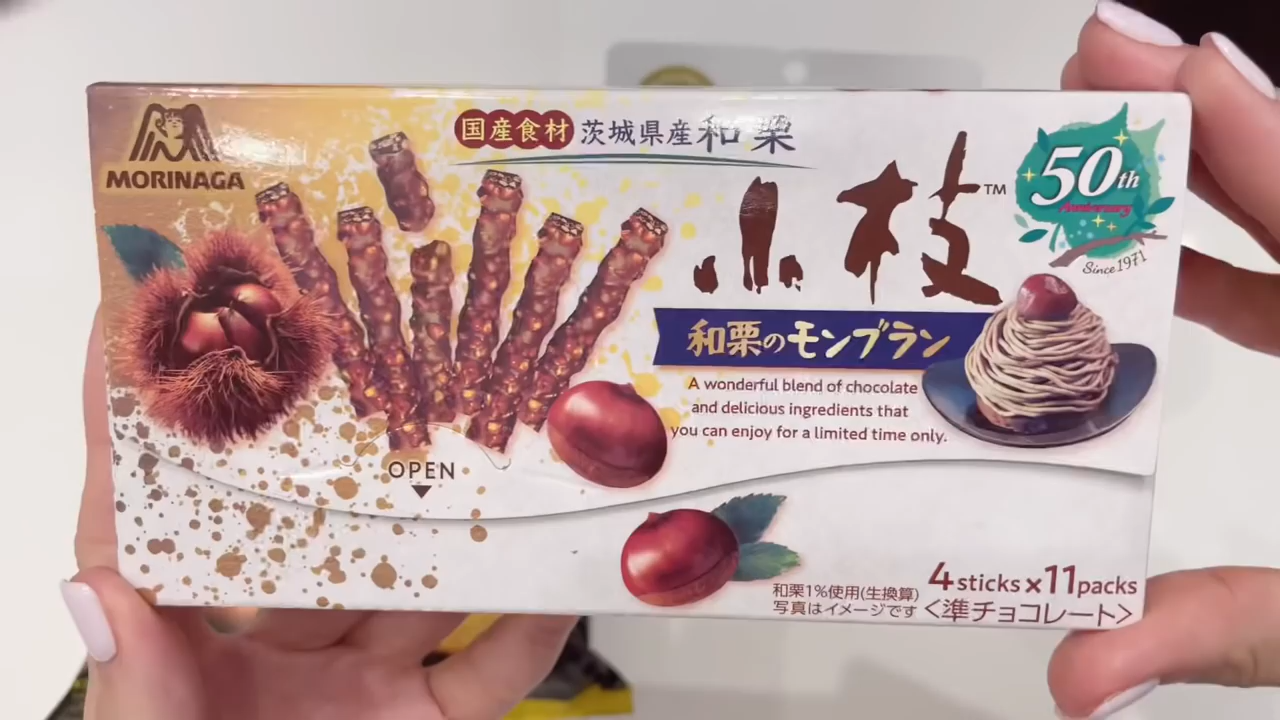 MORINAGA
国産食材 茨城県産和栗
小枝™
50th
Anniversary
Since 1971
和栗のモンブラン
A wonderful blend of chocolate
and delicious ingredients that
you can enjoy for a limited time only.
OPEN
和栗1%使用(生換算)
写真はイメージです
4sticks×11packs
<準チョコレート>